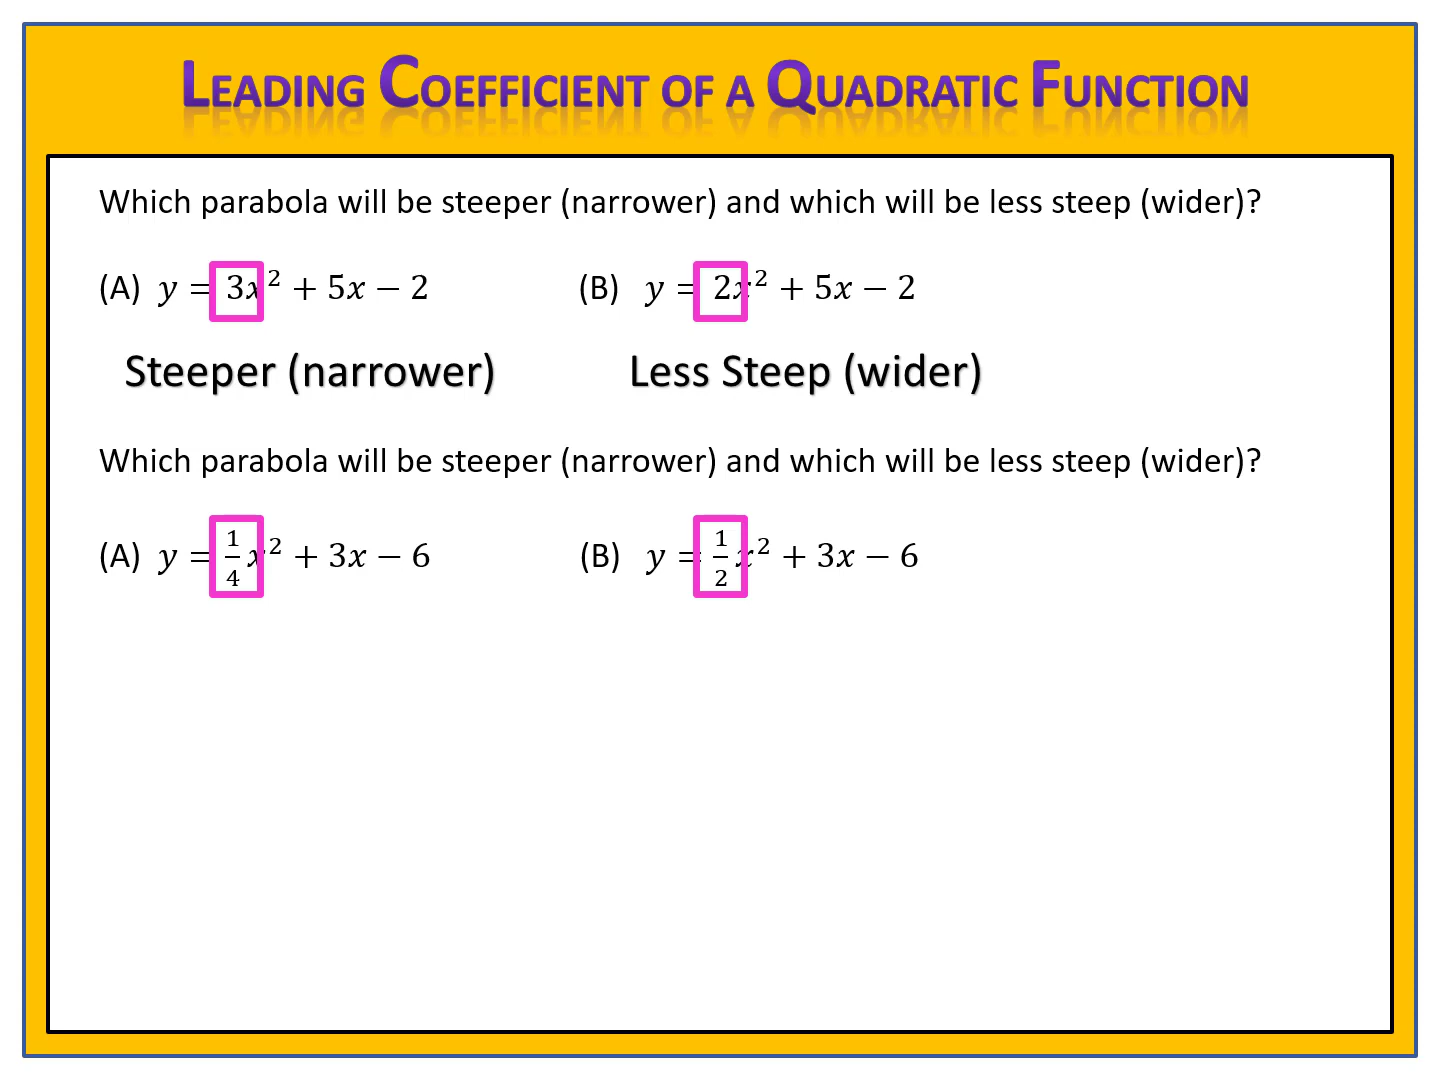 LEADING COEFFICIENT OF A QUADRATIC FUNCTION
Which parabola will be steeper (narrower) and which will be less steep (wider)?
(A) y = 3x² + 5x − 2 (B) y = 2x² + 5x − 2
Steeper (narrower) Less Steep (wider)
Which parabola will be steeper (narrower) and which will be less steep (wider)?
(A) y = 1/4 x² + 3x − 6 (B) y = 1/2 x² + 3x − 6